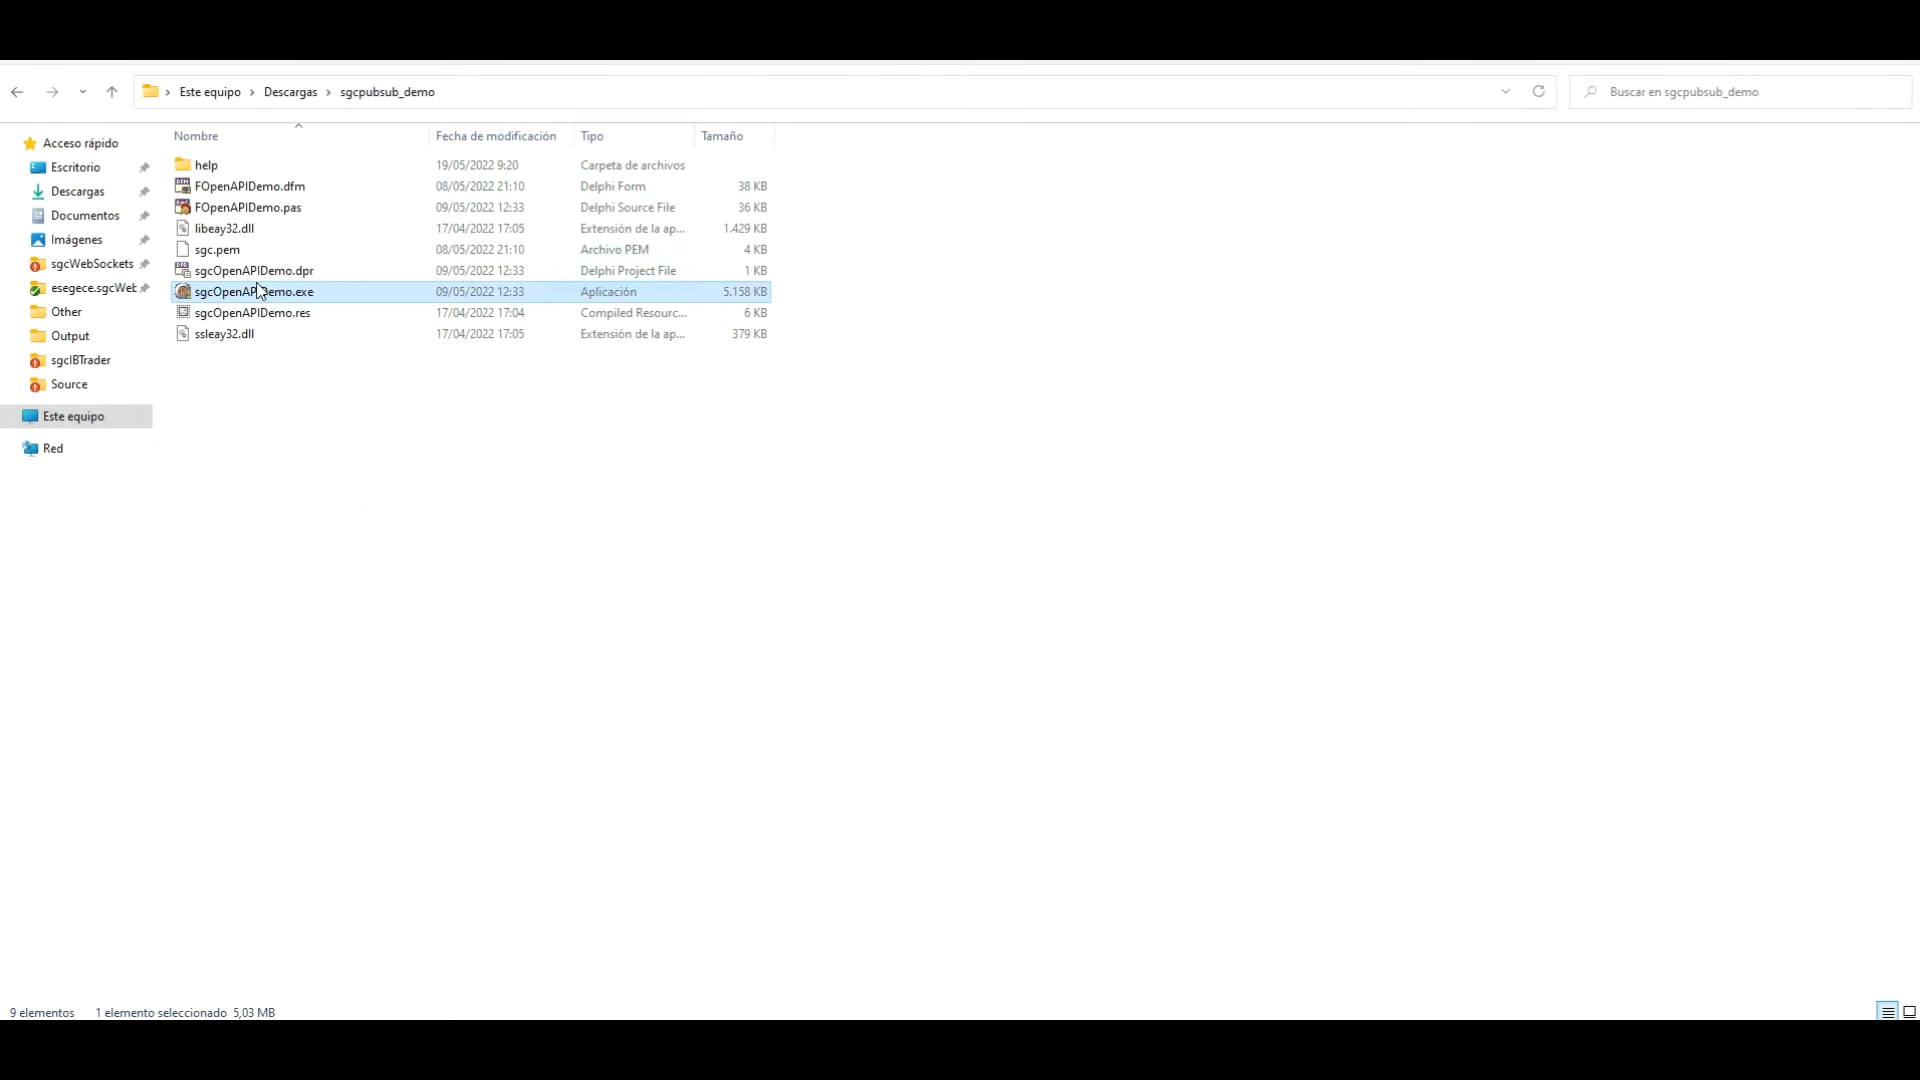 Este equipo > Descargas > sgcpubsub_demo
Buscar en sgcpubsub_demo
Nombre Fecha de modificación Tipo Tamaño
Acceso rápido
Escritorio
Descargas
Documentos
Imágenes
sgcWebSockets
esegece.sgcWeb
Other
Output
sgcIBTrader
Source
Este equipo
Red
help 19/05/2022 9:20 Carpeta de archivos
FOpenAPIDemo.dfm 08/05/2022 21:10 Delphi Form 38 KB
FOpenAPIDemo.pas 09/05/2022 12:33 Delphi Source File 36 KB
libeay32.dll 17/04/2022 17:05 Extensión de la ap... 1.429 KB
sgc.pem 08/05/2022 21:10 Archivo PEM 4 KB
sgcOpenAPIDemo.dpr 09/05/2022 12:33 Delphi Project File 1 KB
sgcOpenAPIDemo.exe 09/05/2022 12:33 Aplicación 5.158 KB
sgcOpenAPIDemo.res 17/04/2022 17:04 Compiled Resourc... 6 KB
ssleay32.dll 17/04/2022 17:05 Extensión de la ap... 379 KB
9 elementos 1 elemento seleccionado 5,03 MB